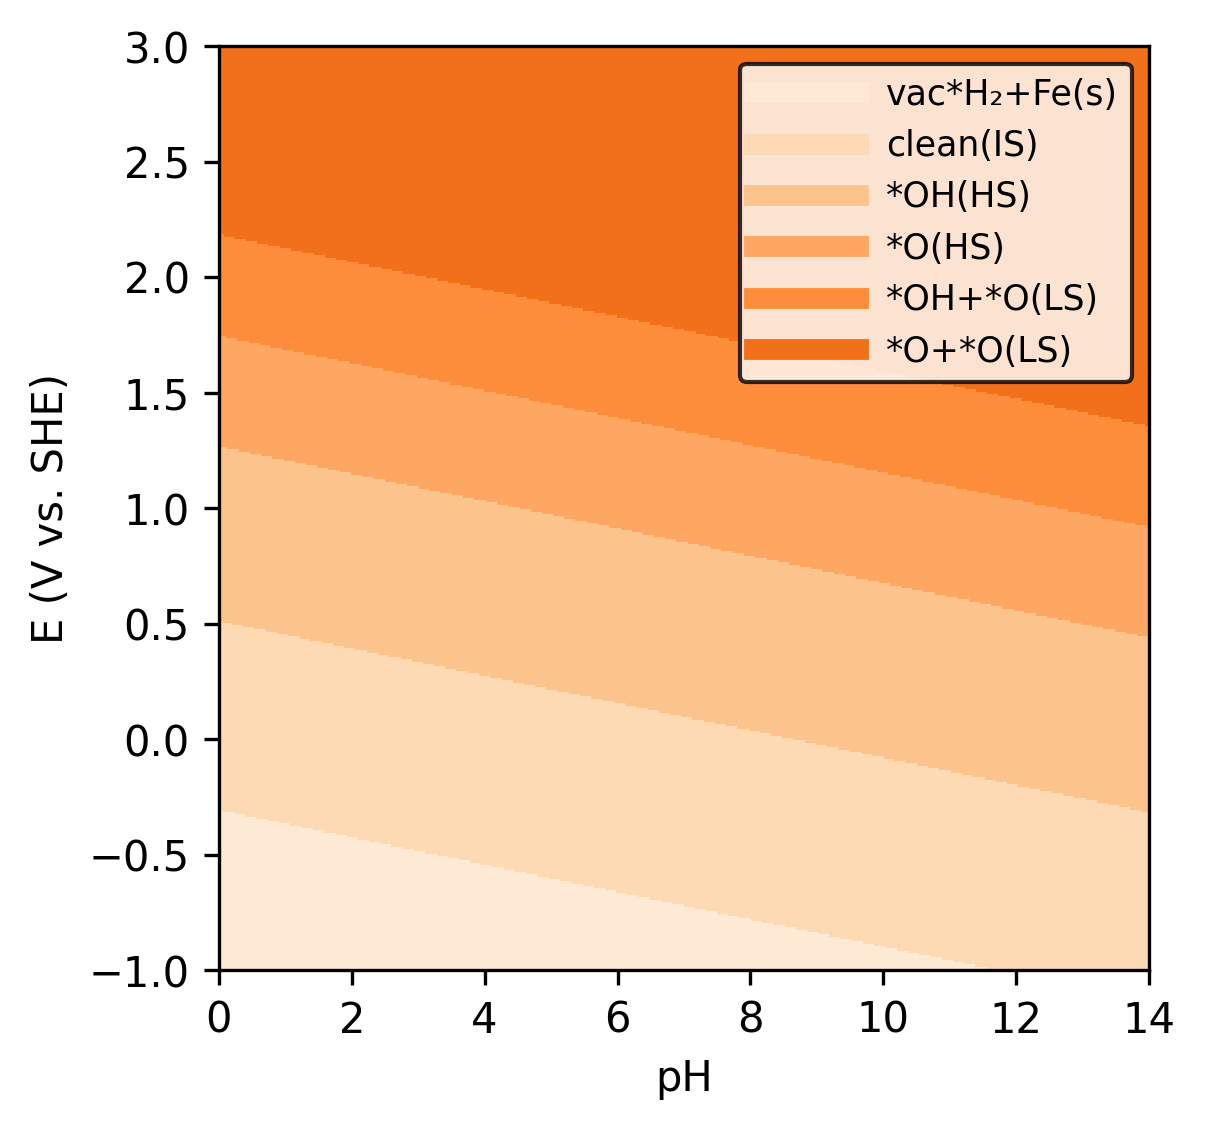 E (V vs. SHE)
3.0
2.5
2.0
1.5
1.0
0.5
0.0
−0.5
−1.0
vac*H₂+Fe(s)
clean(IS)
*OH(HS)
*O(HS)
*OH+*O(LS)
*O+*O(LS)
0 2 4 6 8 10 12 14
pH